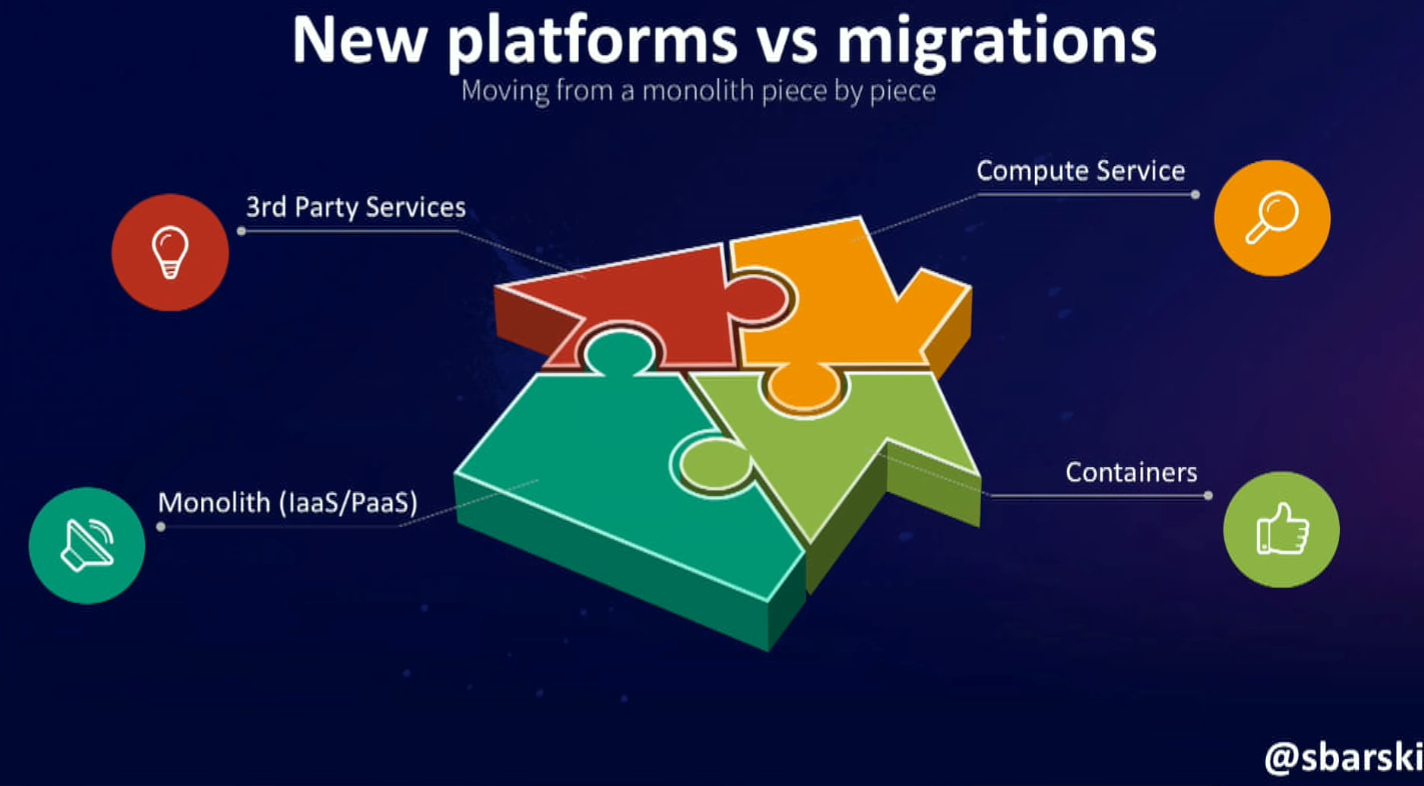 New platforms vs migrations
Moving from a monolith piece by piece
3rd Party Services
Compute Service
Monolith (IaaS/PaaS)
Containers
@sbarski